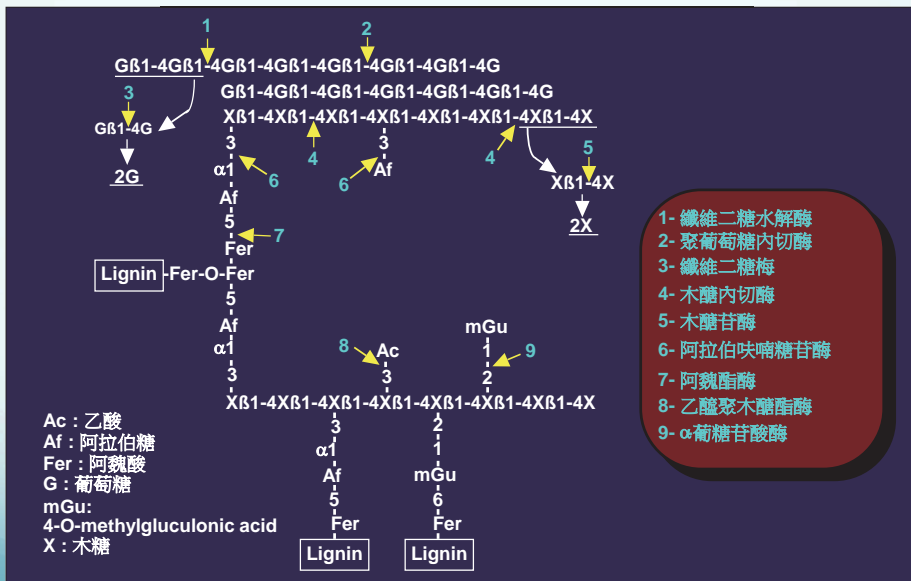 1
2
Gß1-4Gß1-4Gß1-4Gß1-4Gß1-4Gß1-4Gß1-4G
Gß1-4Gß1-4Gß1-4Gß1-4Gß1-4Gß1-4G
3
Xß1-4Xß1-4Xß1-4Xß1-4Xß1-4Xß1-4Xß1-4X
Gß1-4G
2G
3
α1
Af
5
Fer
6
7
4
3
Af
6
4
5
Xß1-4X
2X
Lignin-Fer-O-Fer
5
Af
α1
3
8
Ac
3
mGu
1
2
9
Xß1-4Xß1-4Xß1-4Xß1-4Xß1-4Xß1-4Xß1-4X
3
α1
Af
5
Fer
Lignin
2
1
mGu
6
Fer
Lignin
Ac : 乙酸
Af : 阿拉伯糖
Fer : 阿魏酸
G : 葡萄糖
mGu:
4-O-methylgluculonic acid
X : 木糖
1- 纖維二糖水解酶
2- 聚葡萄糖內切酶
3- 纖維二糖梅
4- 木醣內切酶
5- 木醣苷酶
6- 阿拉伯呋喃糖苷酶
7- 阿魏酯酶
8- 乙醯聚木醣酯酶
9- α葡糖苷酸酶